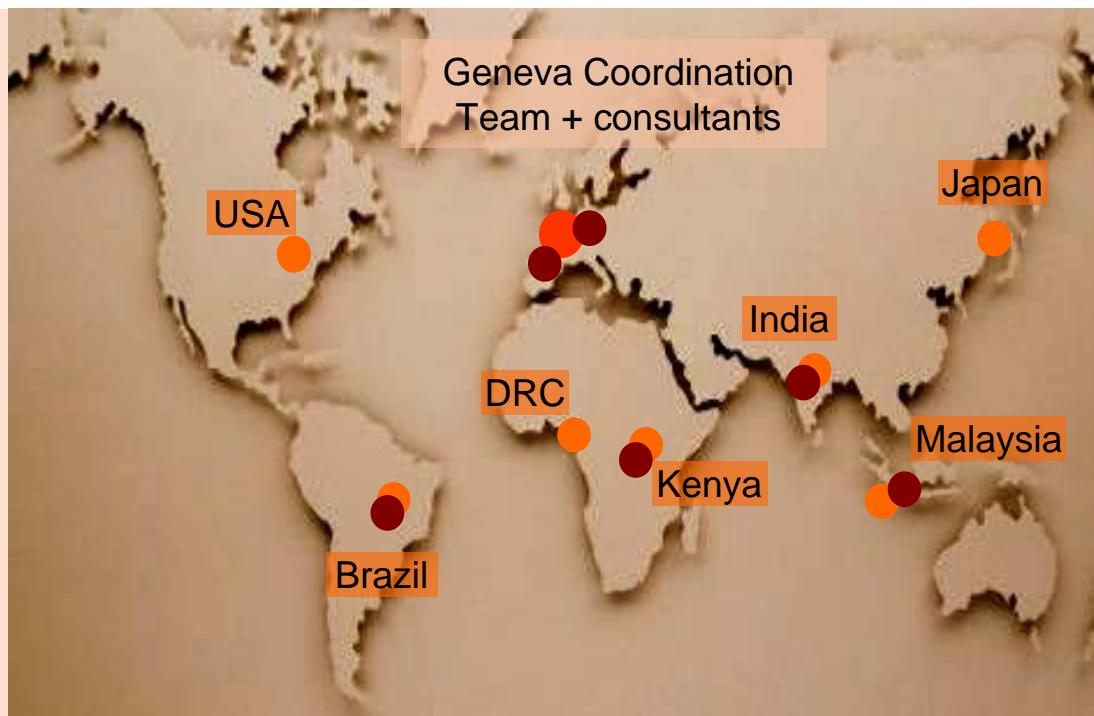 Geneva Coordination
Team + consultants
Japan
USA
India
DRC
Malaysia
Kenya
Brazil